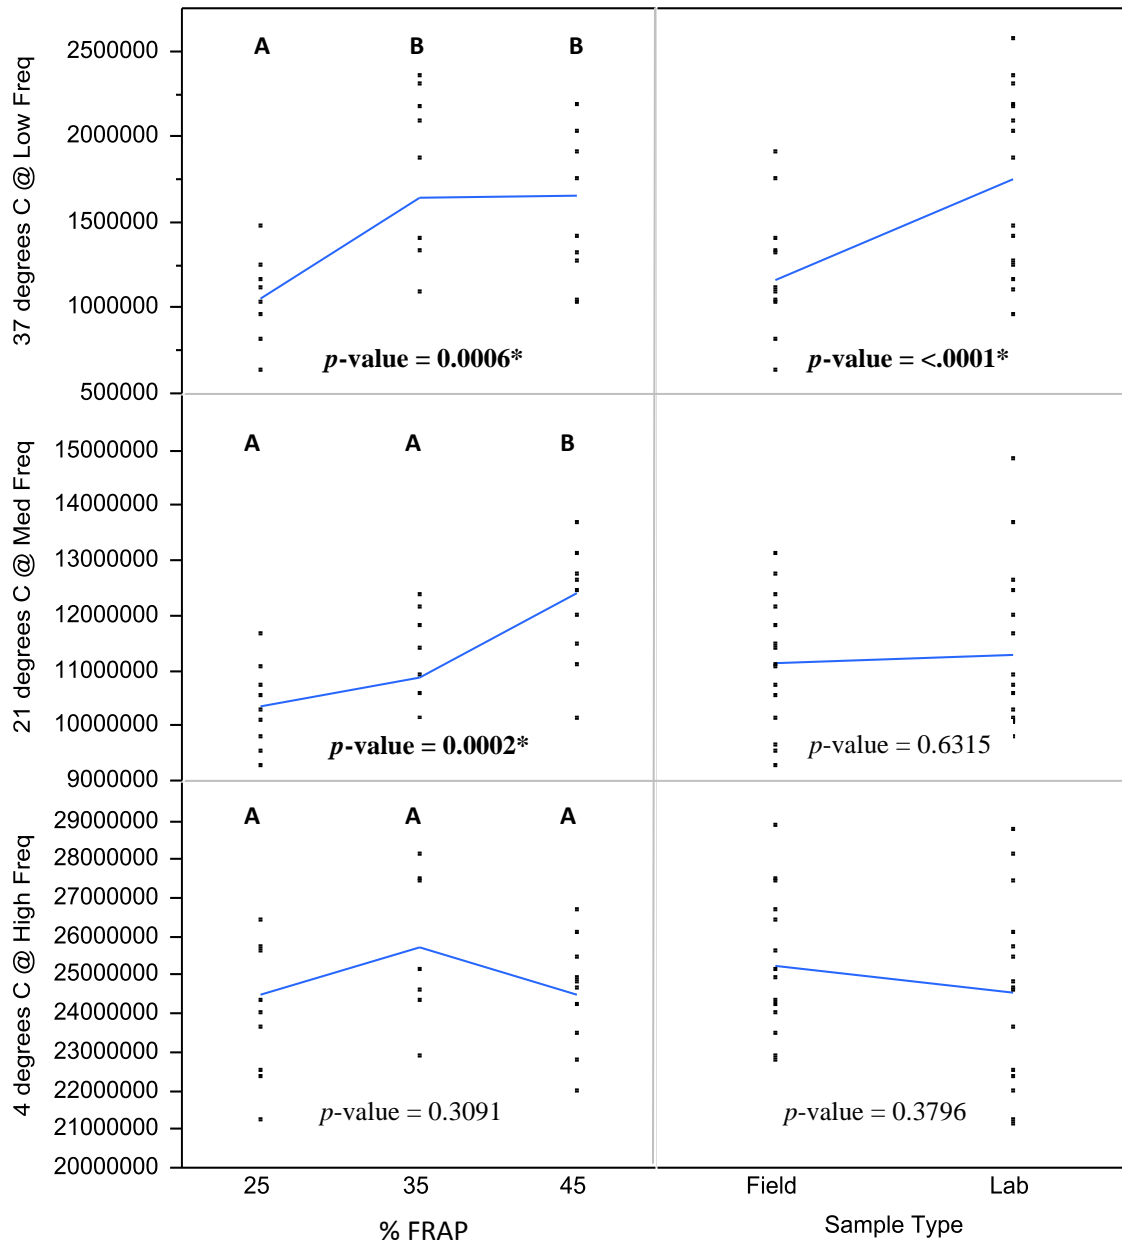 37 degrees C @ Low Freq
2500000
2000000
1500000
1000000
500000
A B B
p-value = 0.0006*
p-value = <.0001*
21 degrees C @ Med Freq
15000000
14000000
13000000
12000000
11000000
10000000
9000000
A A B
p-value = 0.0002*
p-value = 0.6315
4 degrees C @ High Freq
29000000
28000000
27000000
26000000
25000000
24000000
23000000
22000000
21000000
20000000
A A A
p-value = 0.3091
p-value = 0.3796
25 35 45 Field Lab
% FRAP
Sample Type